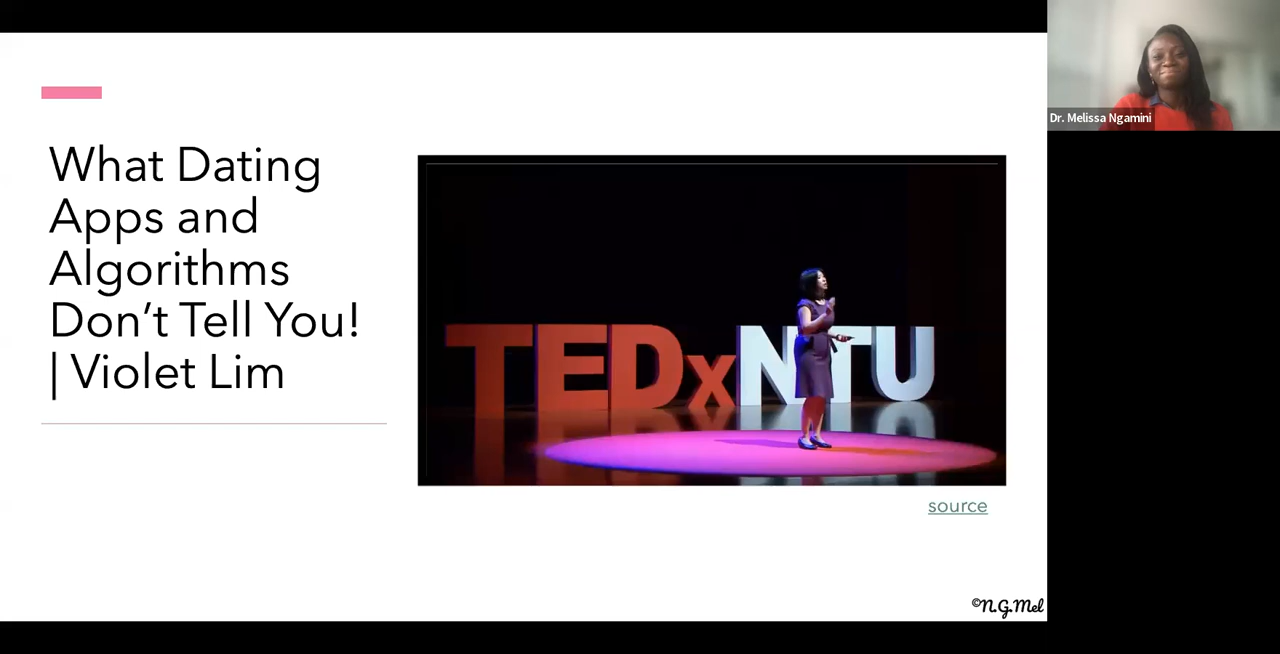 What Dating
Apps and
Algorithms
Don’t Tell You!
| Violet Lim
TEDxNTU
source
©N.G.Mel
Dr. Melissa Ngamini